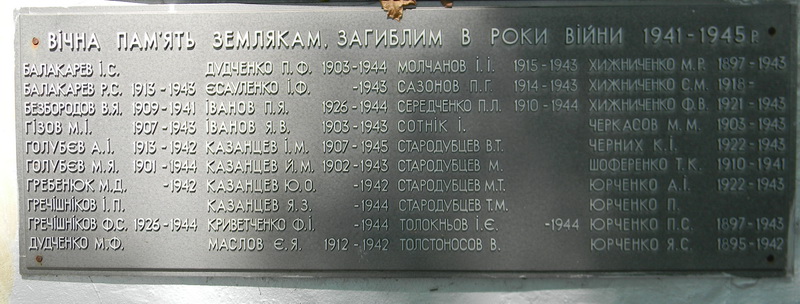 ВІЧНА ПАМ'ЯТЬ ЗЕМЛЯКАМ, ЗАГИБЛИМ В РОКИ ВІЙНИ 1941-1945 Р.
БАЛАКАРЕВ І.С.
БАЛАКАРЕВ Р.С. 1913-1943
БЕЗБОРОДОВ В.Я. 1909-1941
ГІЗОВ М.І. 1907-1943
ГОЛУБЄВ А.І. 1913-1942
ГОЛУБЄВ М.Я. 1901-1944
ГРЕБЕНЮК М.Д. -1942
ГРЕЧІШНІКОВ І.П.
ГРЕЧІШНІКОВ Ф.С. 1926-1944
ДУДЧЕНКО М.Ф.
ДУДЧЕНКО П.Ф. 1903-1944
ЄСАУЛЕНКО І.Ф. -1943
ІВАНОВ П.Я. 1926-1944
ІВАНОВ Я.В. 1903-1943
КАЗАНЦЕВ І.М. 1907-1945
КАЗАНЦЕВ Й.М. 1902-1943
КАЗАНЦЕВ Ю.О. -1942
КАЗАНЦЕВ Я.З. -1944
КРИВЕТЧЕНКО Ф.І. -1944
МАСЛОВ Є.Я. 1912-1942
МОЛЧАНОВ І.І. 1915-1943
САЗОНОВ П.Г. 1914-1943
СЕРЕДЧЕНКО П.Л. 1910-1944
СОТНІК І.
СТАРОДУБЦЕВ В.Т.
СТАРОДУБЦЕВ М.
СТАРОДУБЦЕВ М.Т.
СТАРОДУБЦЕВ Т.М.
ТОЛОКНЬОВ І.Є. -1944
ТОЛСТОНОСОВ В.
ХИЖНИЧЕНКО М.Р. 1897-1943
ХИЖНИЧЕНКО Є.М. 1918-
ХИЖНИЧЕНКО Ф.В. 1921-1943
ЧЕРКАСОВ М.М. 1903-1943
ЧЕРНИХ К.І. 1922-1943
ШОФЕРЕНКО Т.К. 1910-1941
ЮРЧЕНКО А.І. 1922-1943
ЮРЧЕНКО П.
ЮРЧЕНКО П.С. 1897-1943
ЮРЧЕНКО Я.С. 1895-1942